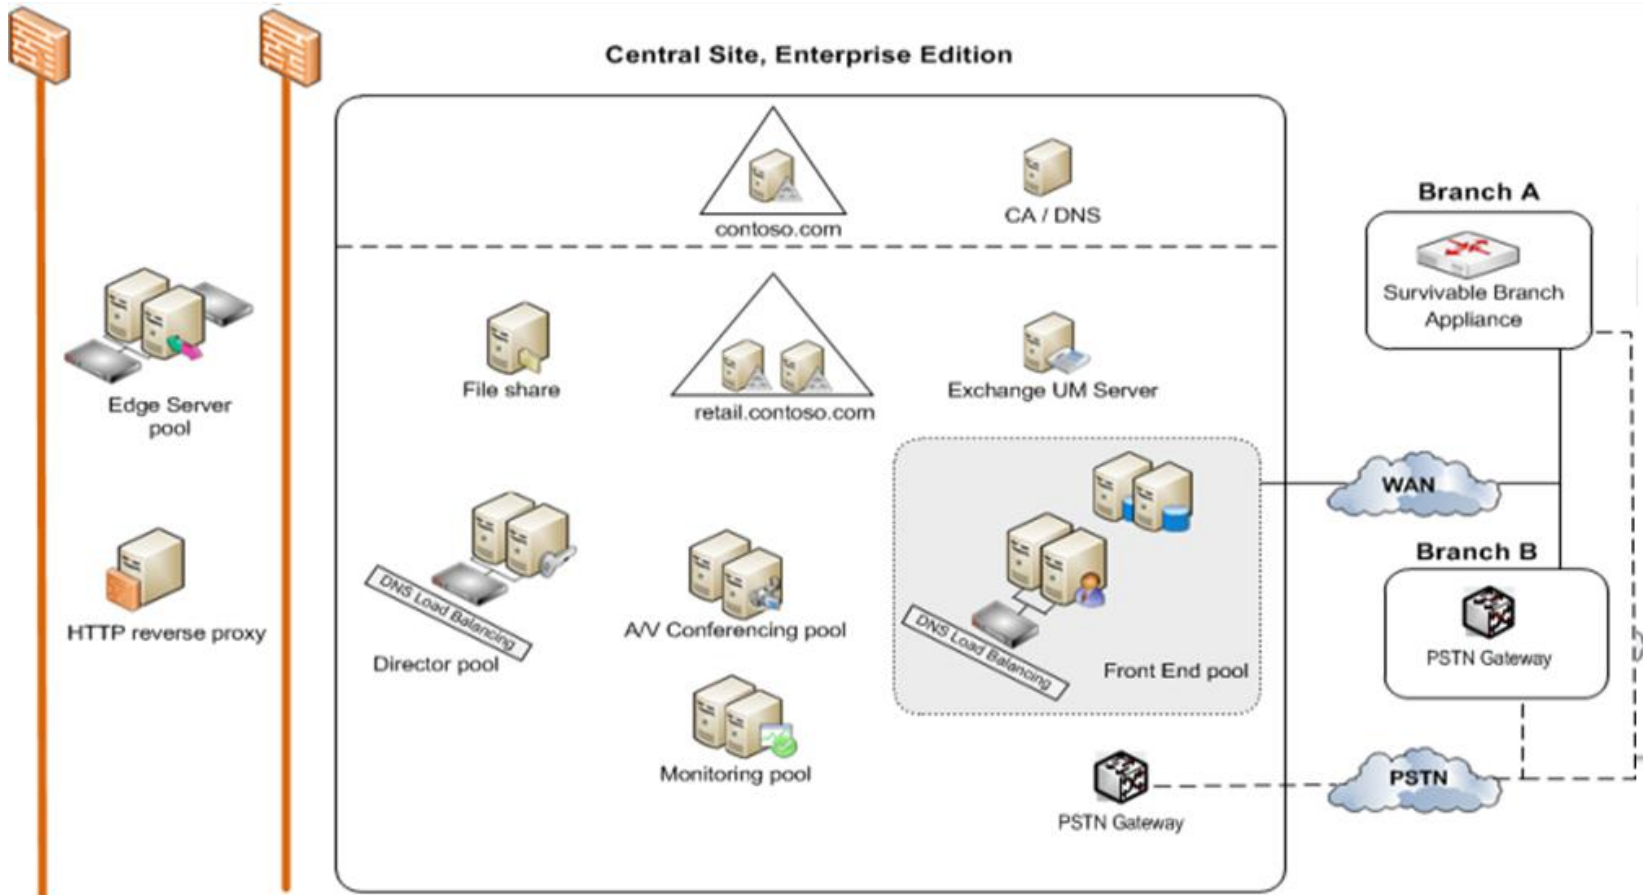 Central Site, Enterprise Edition
contoso.com
CA / DNS
Branch A
Survivable Branch
Appliance
File share
retail.contoso.com
Exchange UM Server
Edge Server
pool
WAN
Branch B
PSTN Gateway
HTTP reverse proxy
DNS Load Balancing
Director pool
A/V Conferencing pool
DNS Load Balancing
Front End pool
Monitoring pool
PSTN Gateway
PSTN